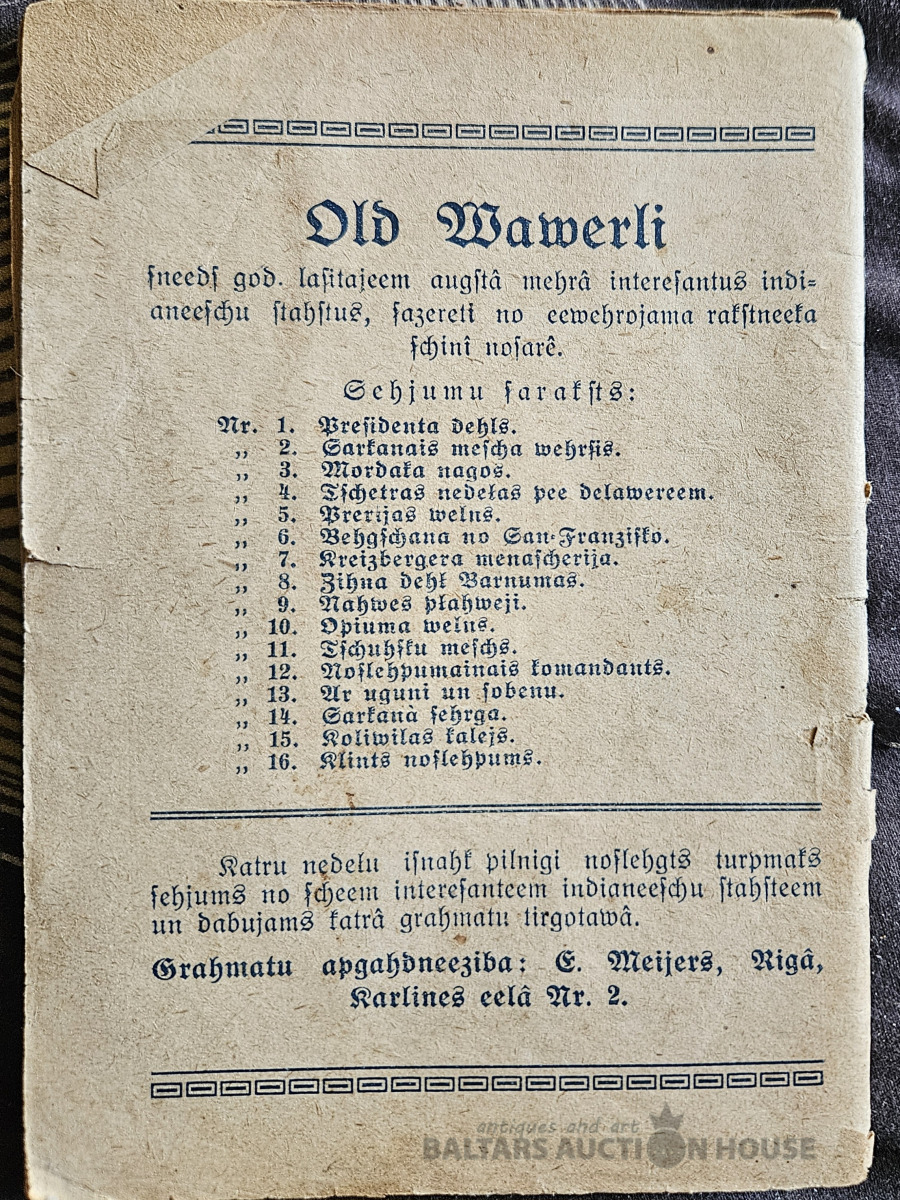 Old Wawerli
ſneeds god. laſitajeem augſtâ mehrâ intereſantus indi-
aneeſchu ſtahſtus, ſazereti no eewehrojama rakſtneeka
ſchinî noſarê.
Sehjumu ſarakſts:
Nr. 1. Preſidenta dehls.
„ 2. Sarkanais meſcha wehrſis.
„ 3. Mordaka nagos.
„ 4. Tſchetras nedeļas pee delawereem.
„ 5. Prerijas welns.
„ 6. Behgſchana no San-Franziſko.
„ 7. Kreizbergera menaſcherija.
„ 8. Zihņa dehļ Barnumas.
„ 9. Nahwes pļahweji.
„ 10. Opiuma welns.
„ 11. Tſchuhſku meſchs.
„ 12. Noſlehpumainais komandants.
„ 13. Ar uguni un ſobenu.
„ 14. Sarkanà ſehrga.
„ 15. Koliwilas kalejs.
„ 16. Klints noſlehpums.
Katru nedeļu iſnahk pilnigi noſlehgts turpmaks
ſehjums no ſcheem intereſanteem indianeeſchu ſtahſteem
un dabujams katrâ grahmatu tirgotawâ.
Grahmatu apgahdneeziba: E. Meijers, Rigâ,
Karlines eelâ Nr. 2.
antiques and art
BALTARS AUCTION HOUSE